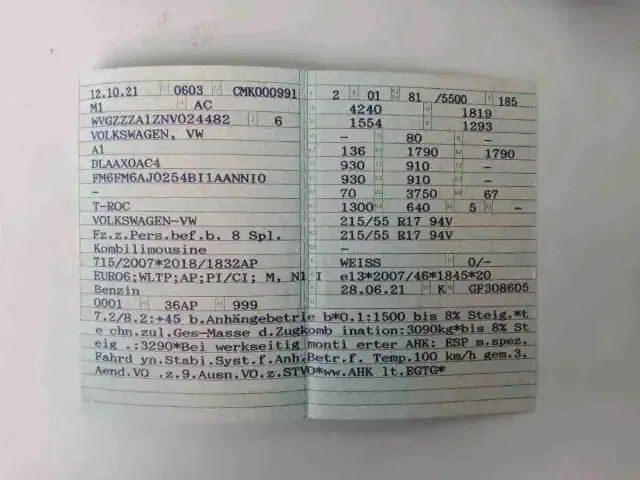 12.10.21 0603 CMK000991
M1 AC
WVGZZZA1ZNV024482 6
VOLKSWAGEN, VW
A1
DLAAX0AC4
FM6FM6AJ0254BI1AANNI0
-
T-ROC
VOLKSWAGEN-VW
Fz.z.Pers.bef.b. 8 Spl.
Kombilimousine
715/2007*2018/1832AP
EURO6;WLTP;AP;PI/CI; M, N1 I
Benzin
0001 36AP 999
2 01 81 /5500 185
4240 1819
1554 1293
- 80 -
136 1790 1790
930 910 -
930 910 -
70 3750 67
1300 640 5 -
215/55 R17 94V
215/55 R17 94V
-
WEISS 0/-
e13*2007/46*1845*20
28.06.21 K GF308605
7.2/8.2:+45 b.Anhängebetrie b*0.1:1500 bis 8% Steig.*t
e chn.zul.Ges-Masse d.Zugkomb ination:3090kg*bis 8% St
eig .:3290*Bei werkseitig monti erter AHK: ESP m.spez.
Fahrd yn.Stabi.Syst.f.Anh.Betr.f. Temp.100 km/h gem.3.
Aend.VO .z.9.Ausn.VO.z.STVO*ww.AHK lt.EGTG*